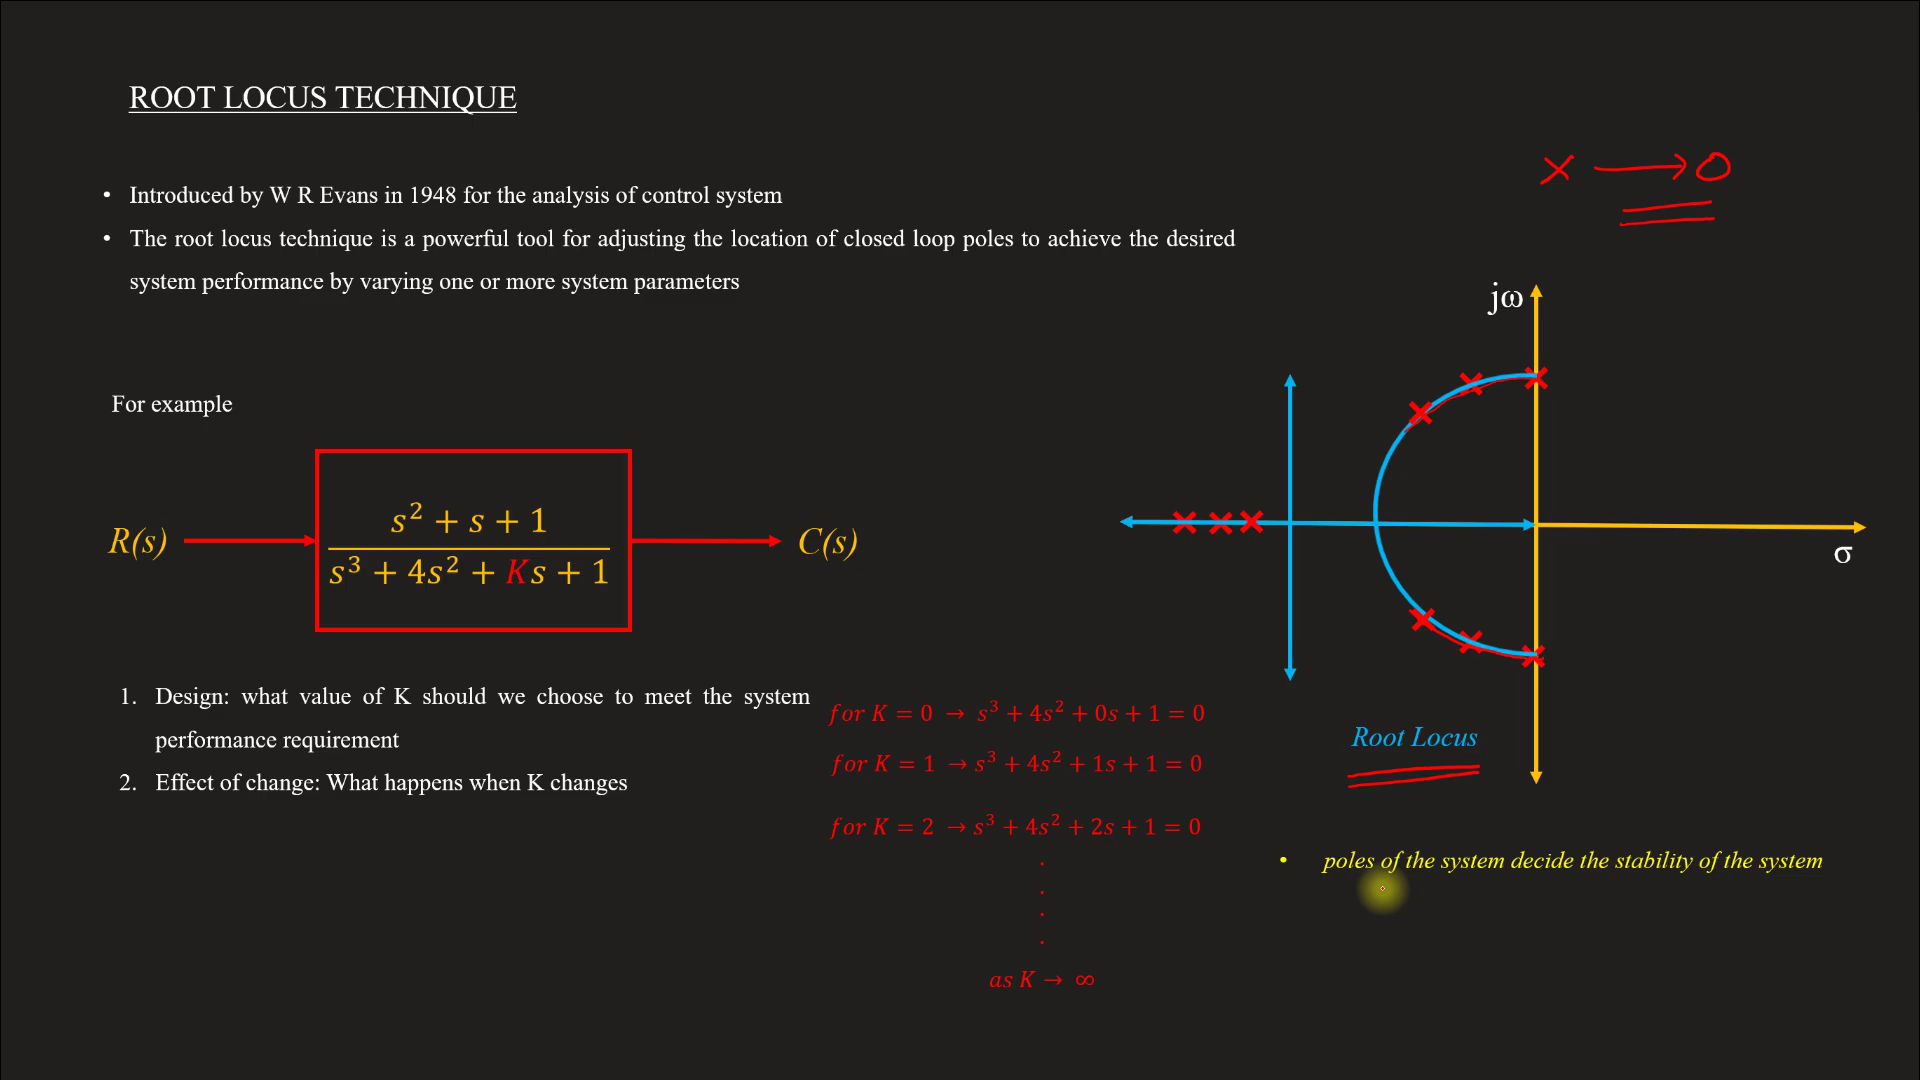 ROOT LOCUS TECHNIQUE
• Introduced by W R Evans in 1948 for the analysis of control system
• The root locus technique is a powerful tool for adjusting the location of closed loop poles to achieve the desired
system performance by varying one or more system parameters
For example
R(s)
s² + s + 1
s³ + 4s² + Ks + 1
C(s)
1. Design: what value of K should we choose to meet the system
performance requirement
2. Effect of change: What happens when K changes
for K = 0 → s³ + 4s² + 0s + 1 = 0
for K = 1 → s³ + 4s² + 1s + 1 = 0
for K = 2 → s³ + 4s² + 2s + 1 = 0
.
.
.
.
as K → ∞
x → o
jω
σ
Root Locus
• poles of the system decide the stability of the system